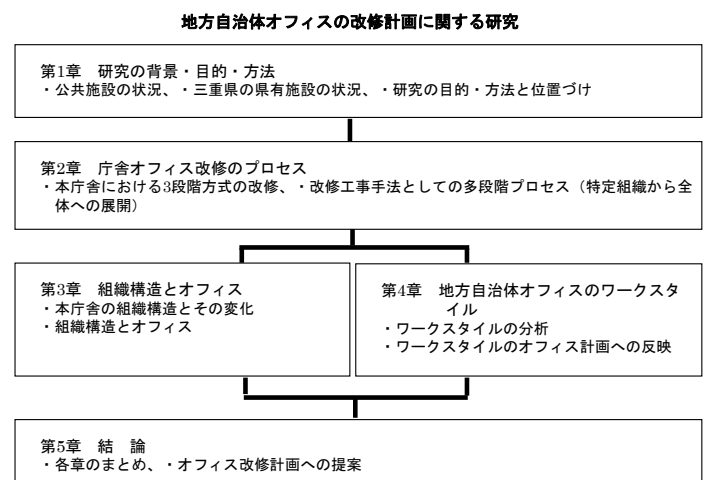 地方自治体オフィスの改修計画に関する研究
第1章　研究の背景・目的・方法
・公共施設の状況、・三重県の県有施設の状況、・研究の目的・方法と位置づけ
第2章　庁舎オフィス改修のプロセス
・本庁舎における3段階方式の改修、・改修工事手法としての多段階プロセス（特定組織から全
体への展開）
第3章　組織構造とオフィス
・本庁舎の組織構造とその変化
・組織構造とオフィス
第4章　地方自治体オフィスのワークスタ
イル
・ワークスタイルの分析
・ワークスタイルのオフィス計画への反映
第5章　結　論
・各章のまとめ、・オフィス改修計画への提案